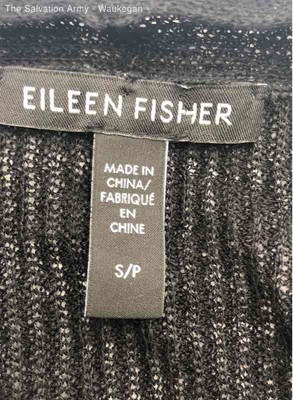 The Salvation Army - Waukegan
EILEEN FISHER
MADE IN
CHINA/
FABRIQUÉ
EN
CHINE
S/P